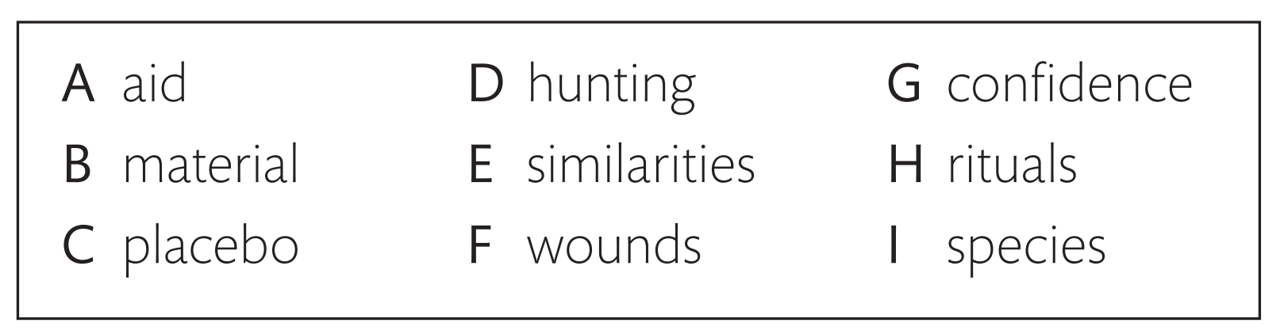 A aid D hunting G confidence
B material E similarities H rituals
C placebo F wounds I species